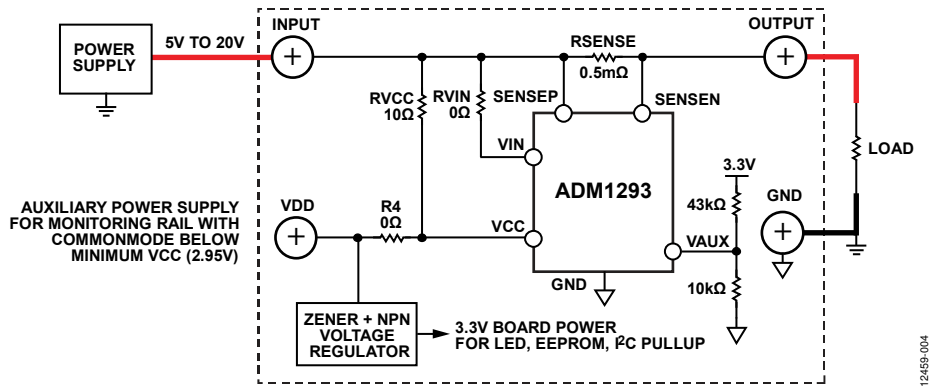 INPUT
OUTPUT
POWER
SUPPLY
5V TO 20V
RSENSE
0.5mΩ
RVCC
10Ω
RVIN
0Ω
SENSEP
SENSEN
VIN
ADM1293
LOAD
3.3V
43kΩ
GND
AUXILIARY POWER SUPPLY
FOR MONITORING RAIL WITH
COMMONMODE BELOW
MINIMUM VCC (2.95V)
VDD
R4
0Ω
VCC
VAUX
GND
10kΩ
ZENER + NPN
VOLTAGE
REGULATOR
3.3V BOARD POWER
FOR LED, EEPROM, I2C PULLUP
12459-004